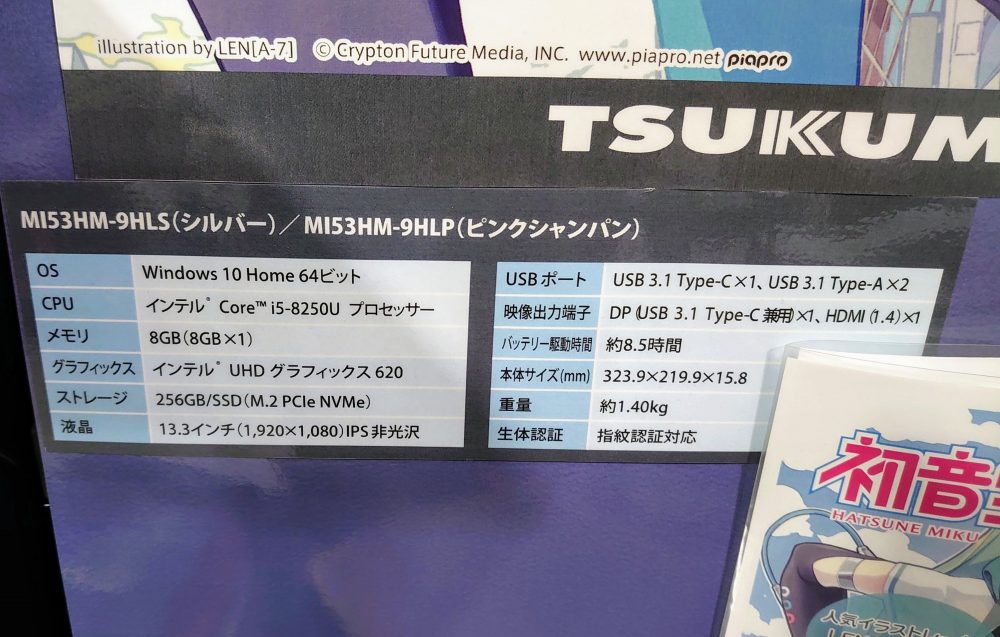 illustration by LEN[A-7] © Crypton Future Media, INC. www.piapro.net piapro
TSUKUM
MI53HM-9HLS(シルバー)/ MI53HM-9HLP(ピンクシャンパン)
OS Windows 10 Home 64ビット
CPU インテル® Core™ i5-8250U プロセッサー
メモリ 8GB(8GB×1)
グラフィックス インテル® UHD グラフィックス 620
ストレージ 256GB/SSD(M.2 PCIe NVMe)
液晶 13.3インチ(1,920×1,080)IPS 非光沢
USB ポート USB 3.1 Type-C×1、USB 3.1 Type-A×2
映像出力端子 DP (USB 3.1 Type-C 兼用)×1、HDMI (1.4)×1
バッテリー駆動時間 約8.5時間
本体サイズ(mm) 323.9×219.9×15.8
重量 約1.40kg
生体認証 指紋認証対応
初音
HATSUNE MIKU
人気イラストレ